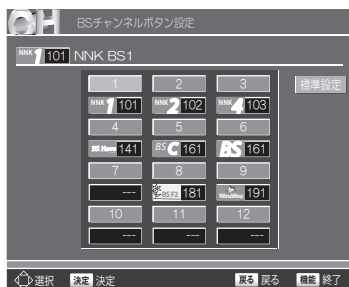 CH BSチャンネルボタン設定
NNK 1 101 NNK BS1
1 2 3 標準設定
NNK 1 101 NNK 2 102 NNK 4 103
4 5 6
141 BS C 161 BS 161
7 8 9
--- BS F2 181 WouWou 191
10 11 12
--- --- ---
選択 決定 決定 戻る 戻る 機能 終了